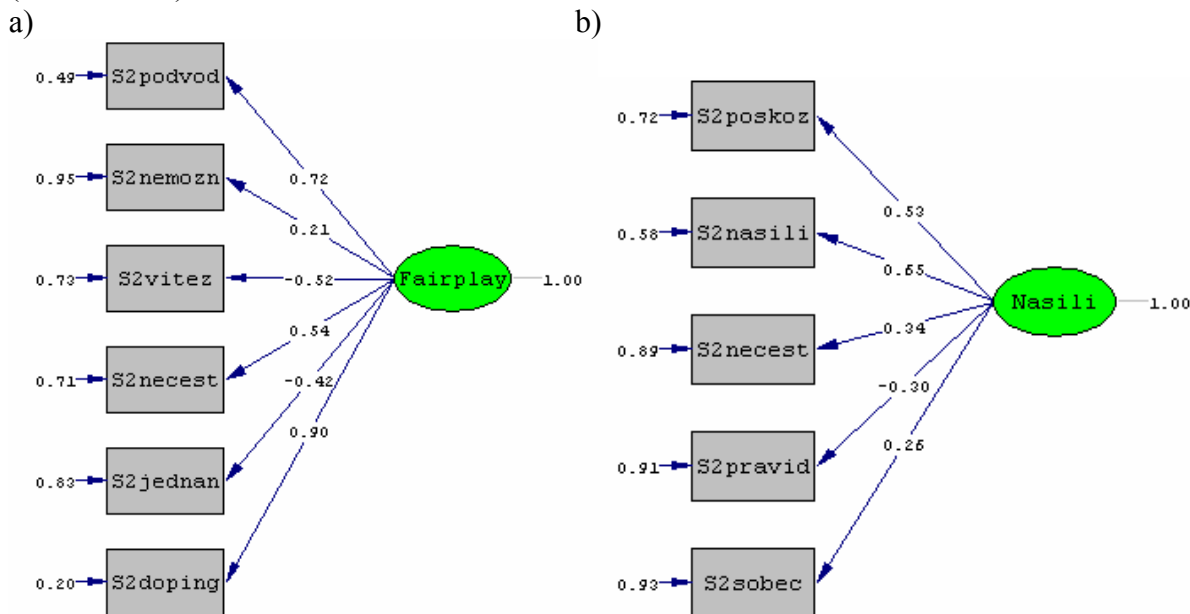 a)
b)
0.49
S2podvod
0.95
S2nemozn
0.73
S2vitez
0.71
S2necest
0.83
S2jednan
0.20
S2doping
0.72
0.21
-0.52
0.54
-0.42
0.90
Fairplay
1.00
0.72
S2poskoz
0.58
S2nasili
0.89
S2necest
0.91
S2pravid
0.93
S2sobec
0.53
0.65
0.34
-0.30
0.26
Nasili
1.00